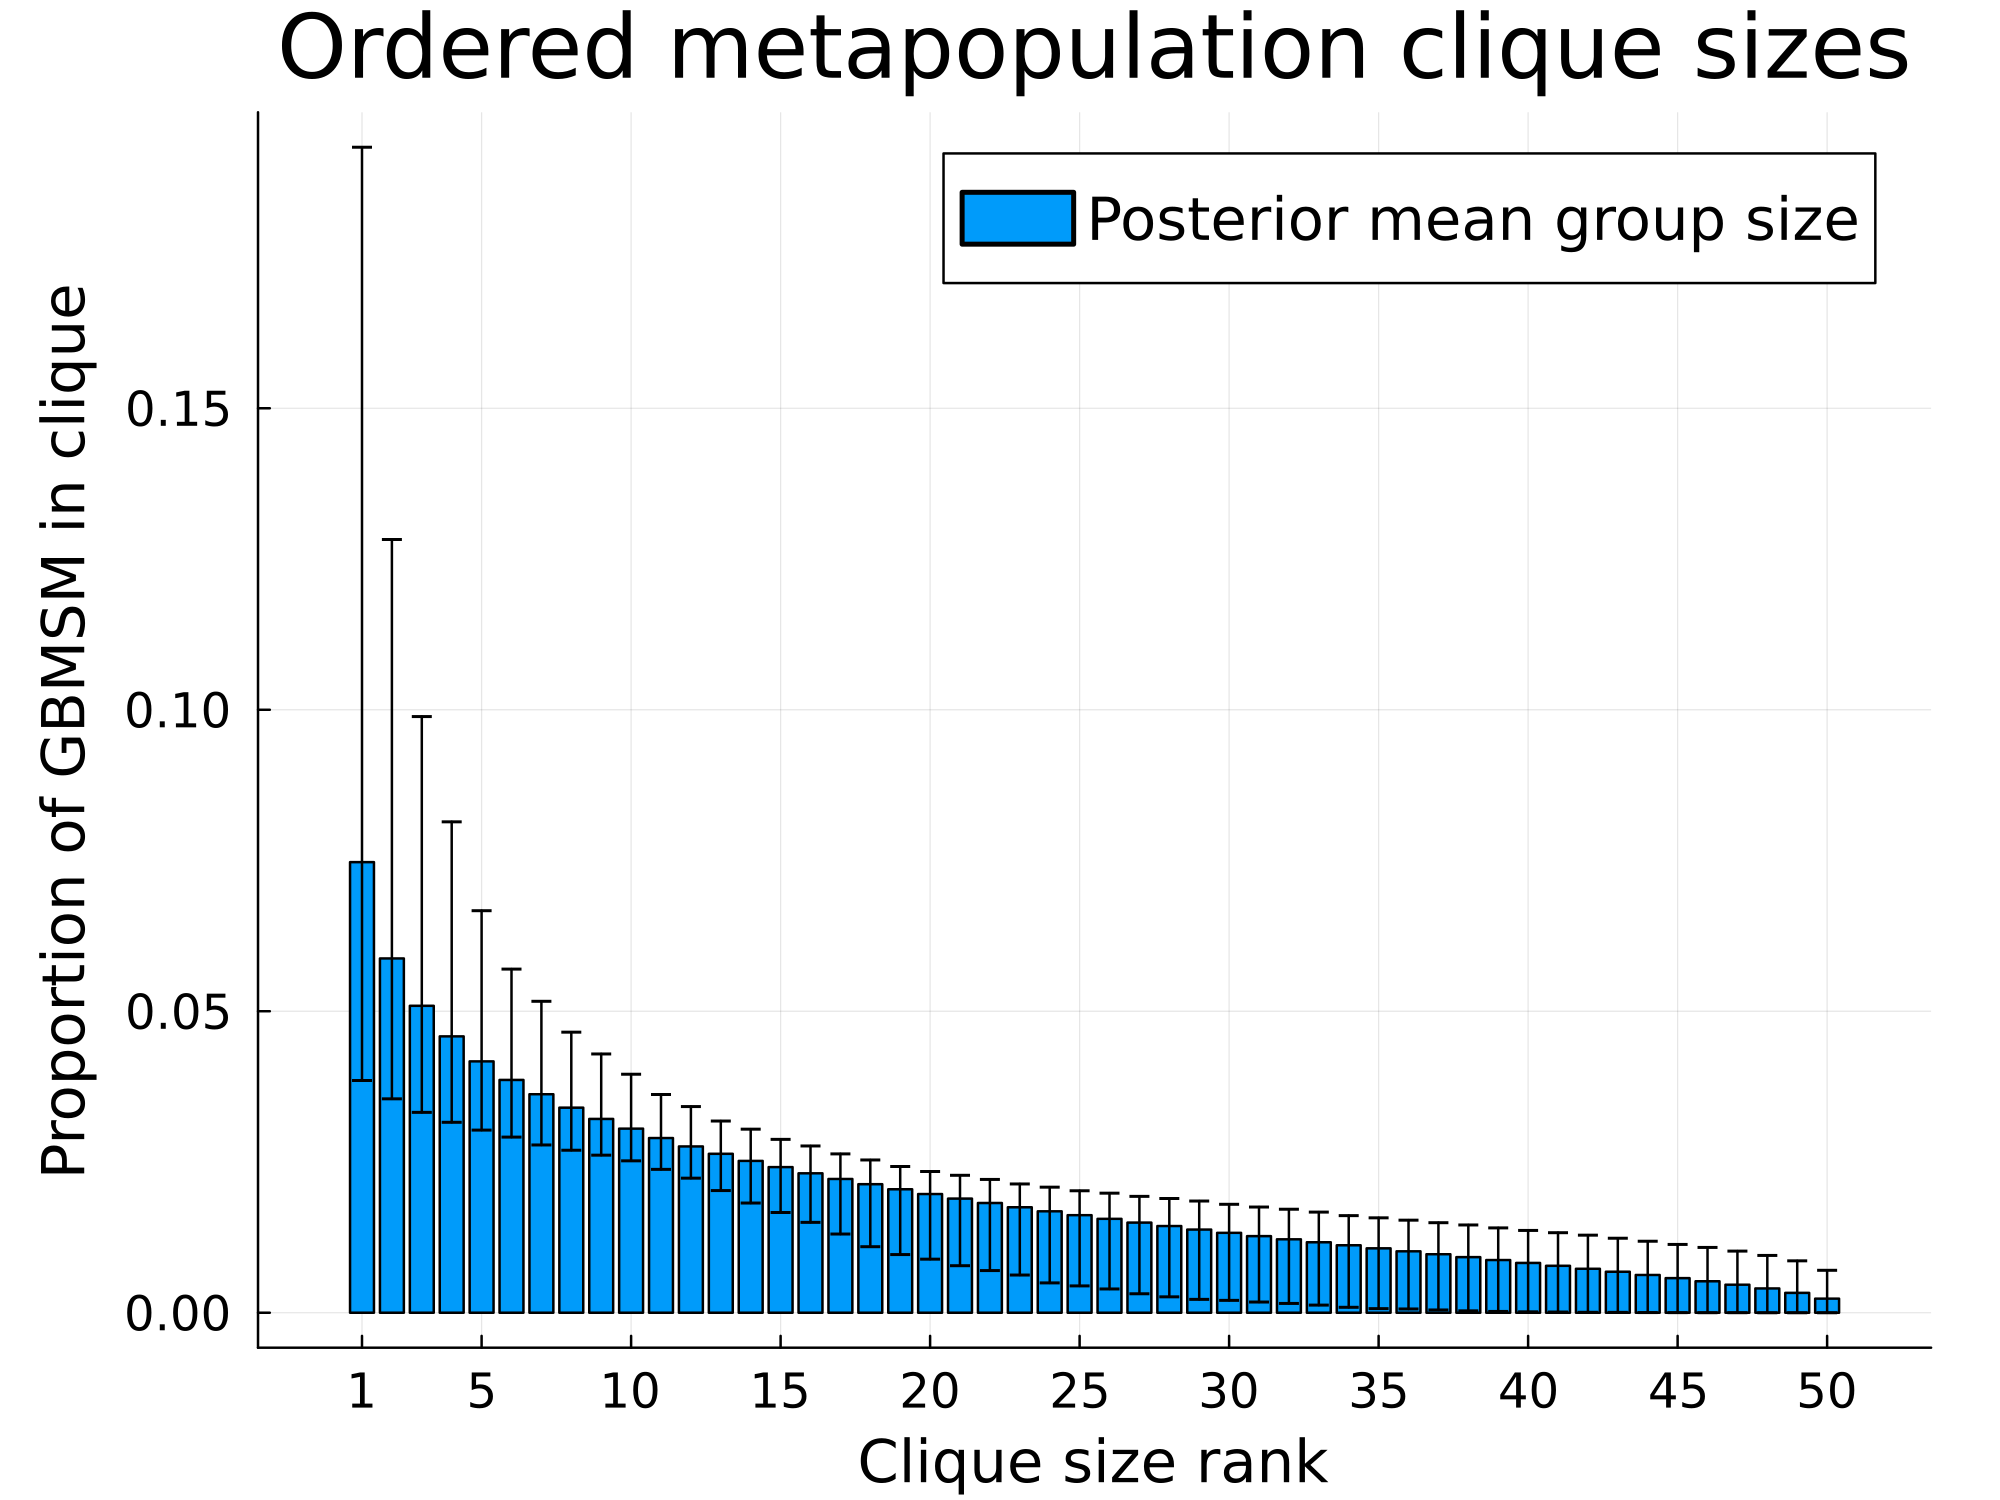 Ordered metapopulation clique sizes
Posterior mean group size
Proportion of GBMSM in clique
0.15
0.10
0.05
0.00
1 5 10 15 20 25 30 35 40 45 50
Clique size rank